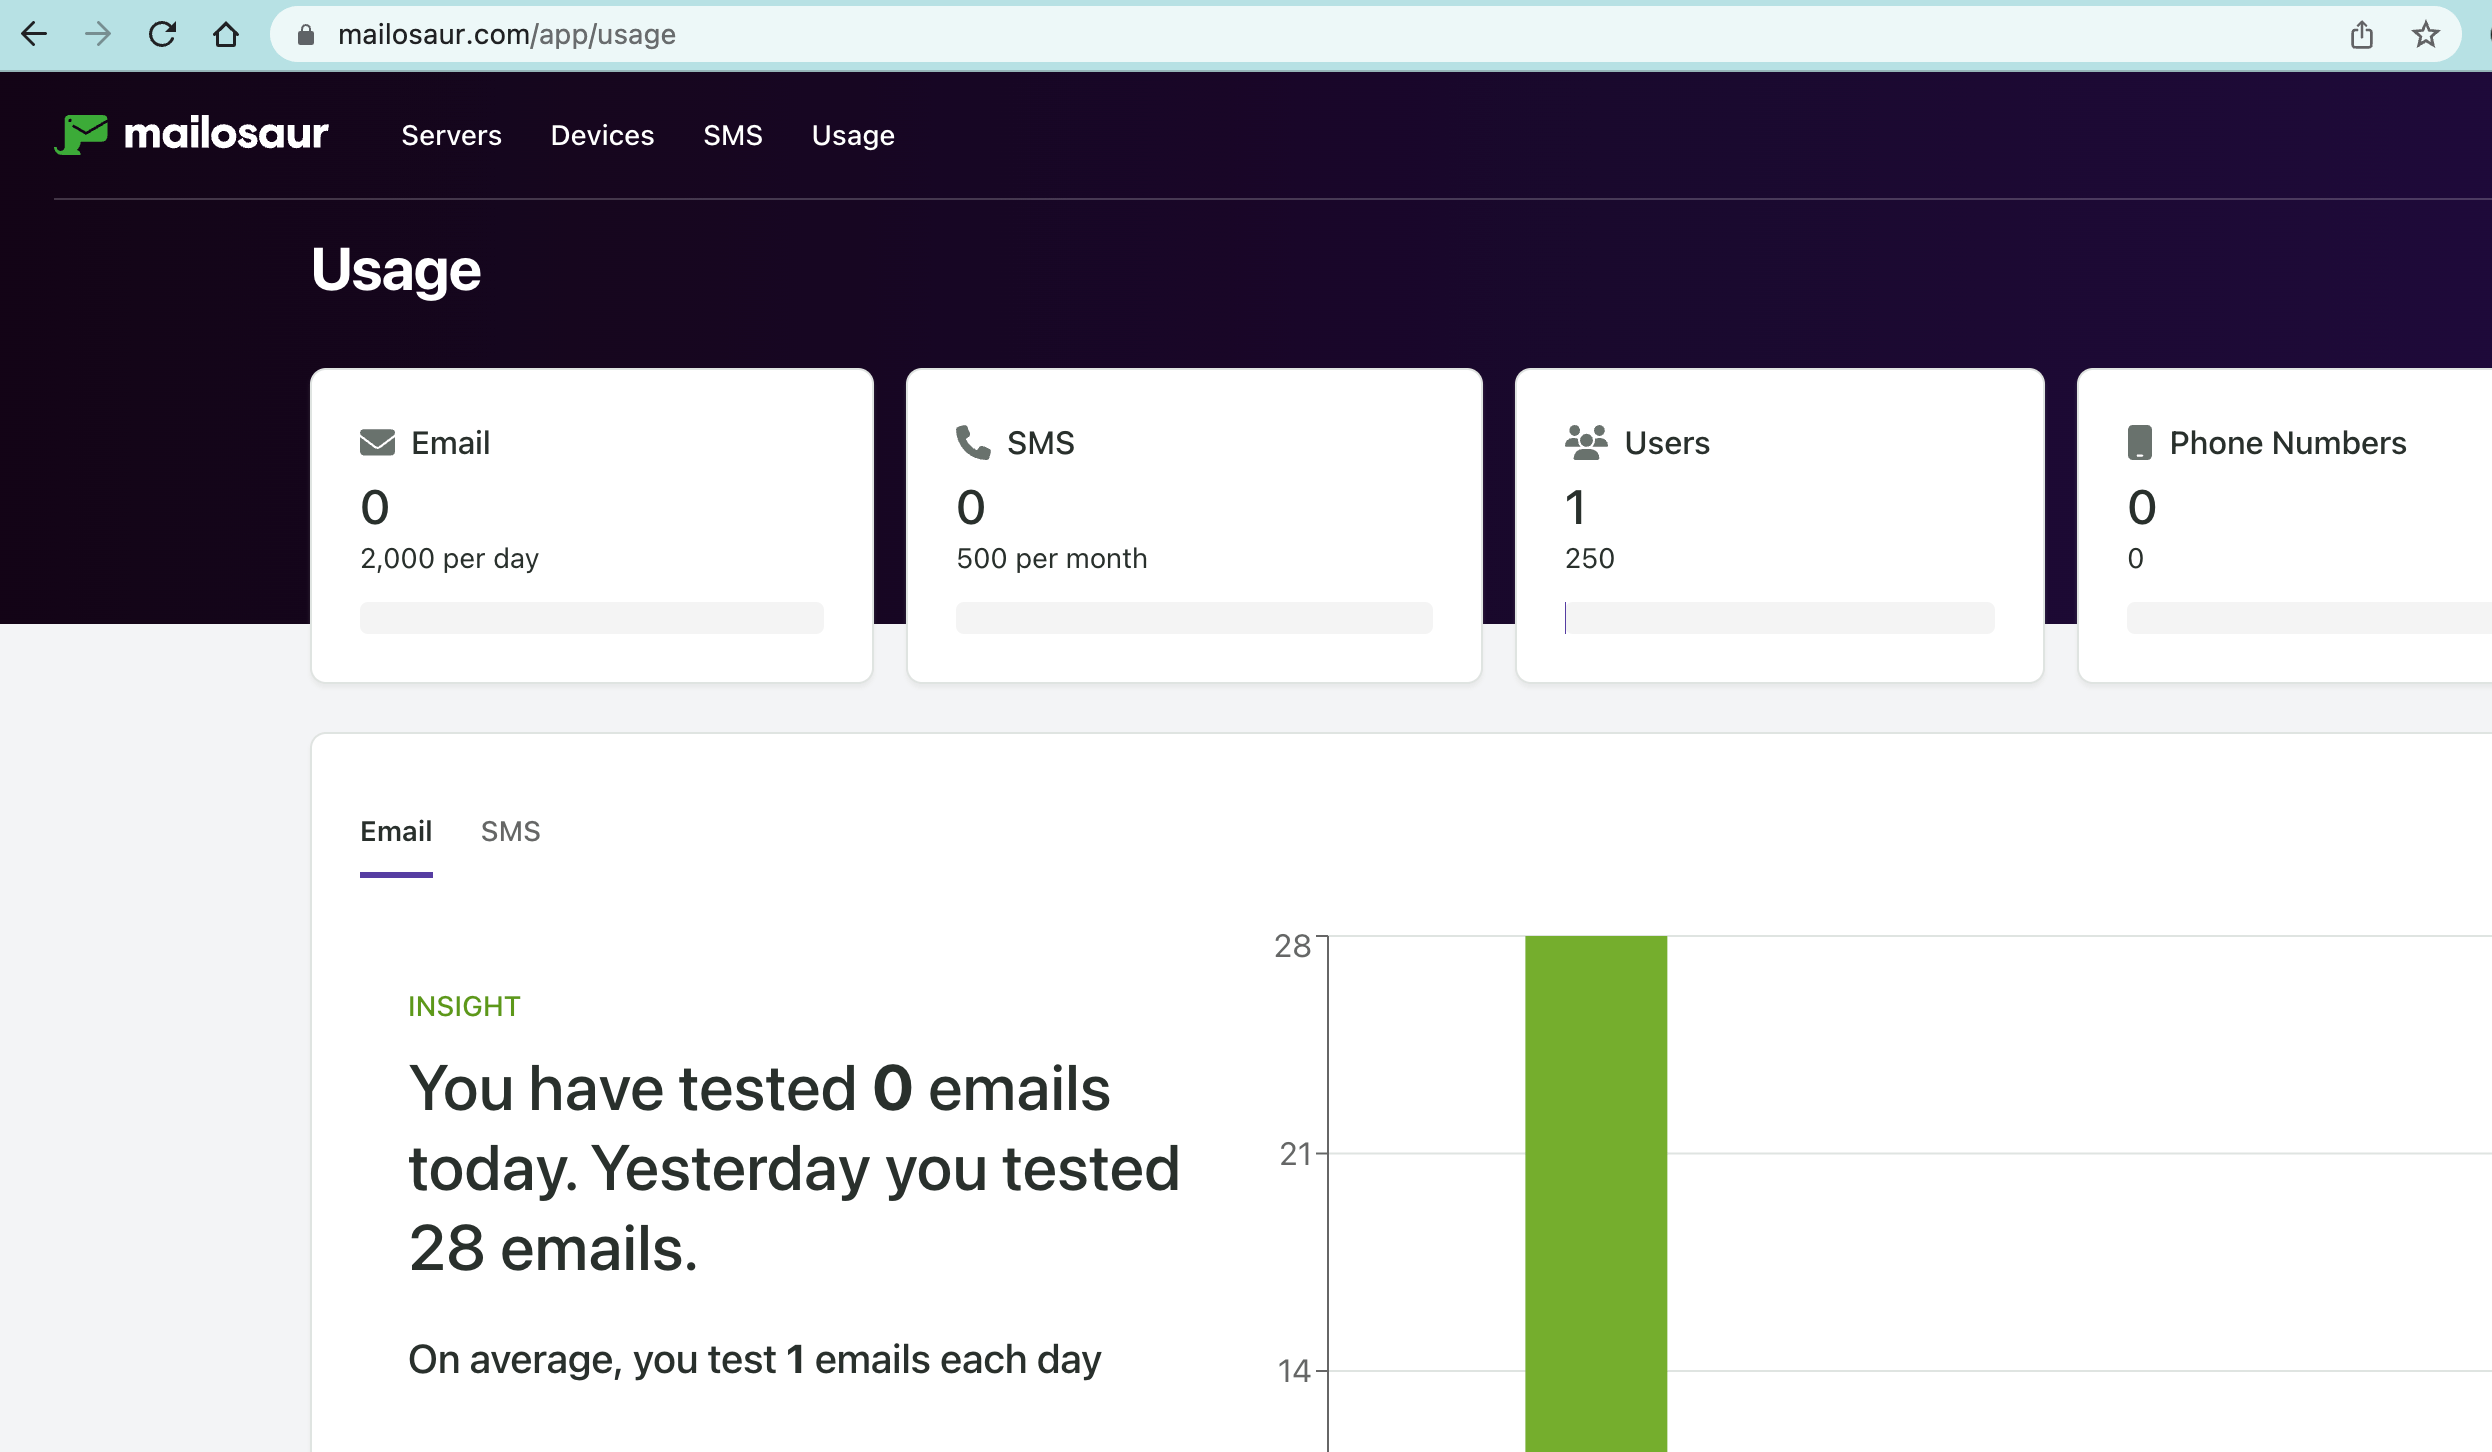 mailosaur.com/app/usage
mailosaur Servers Devices SMS Usage
Usage
Email
0
2,000 per day
SMS
0
500 per month
Users
1
250
Phone Numbers
0
0
Email SMS
INSIGHT
You have tested 0 emails
today. Yesterday you tested
28 emails.
On average, you test 1 emails each day
28
21
14